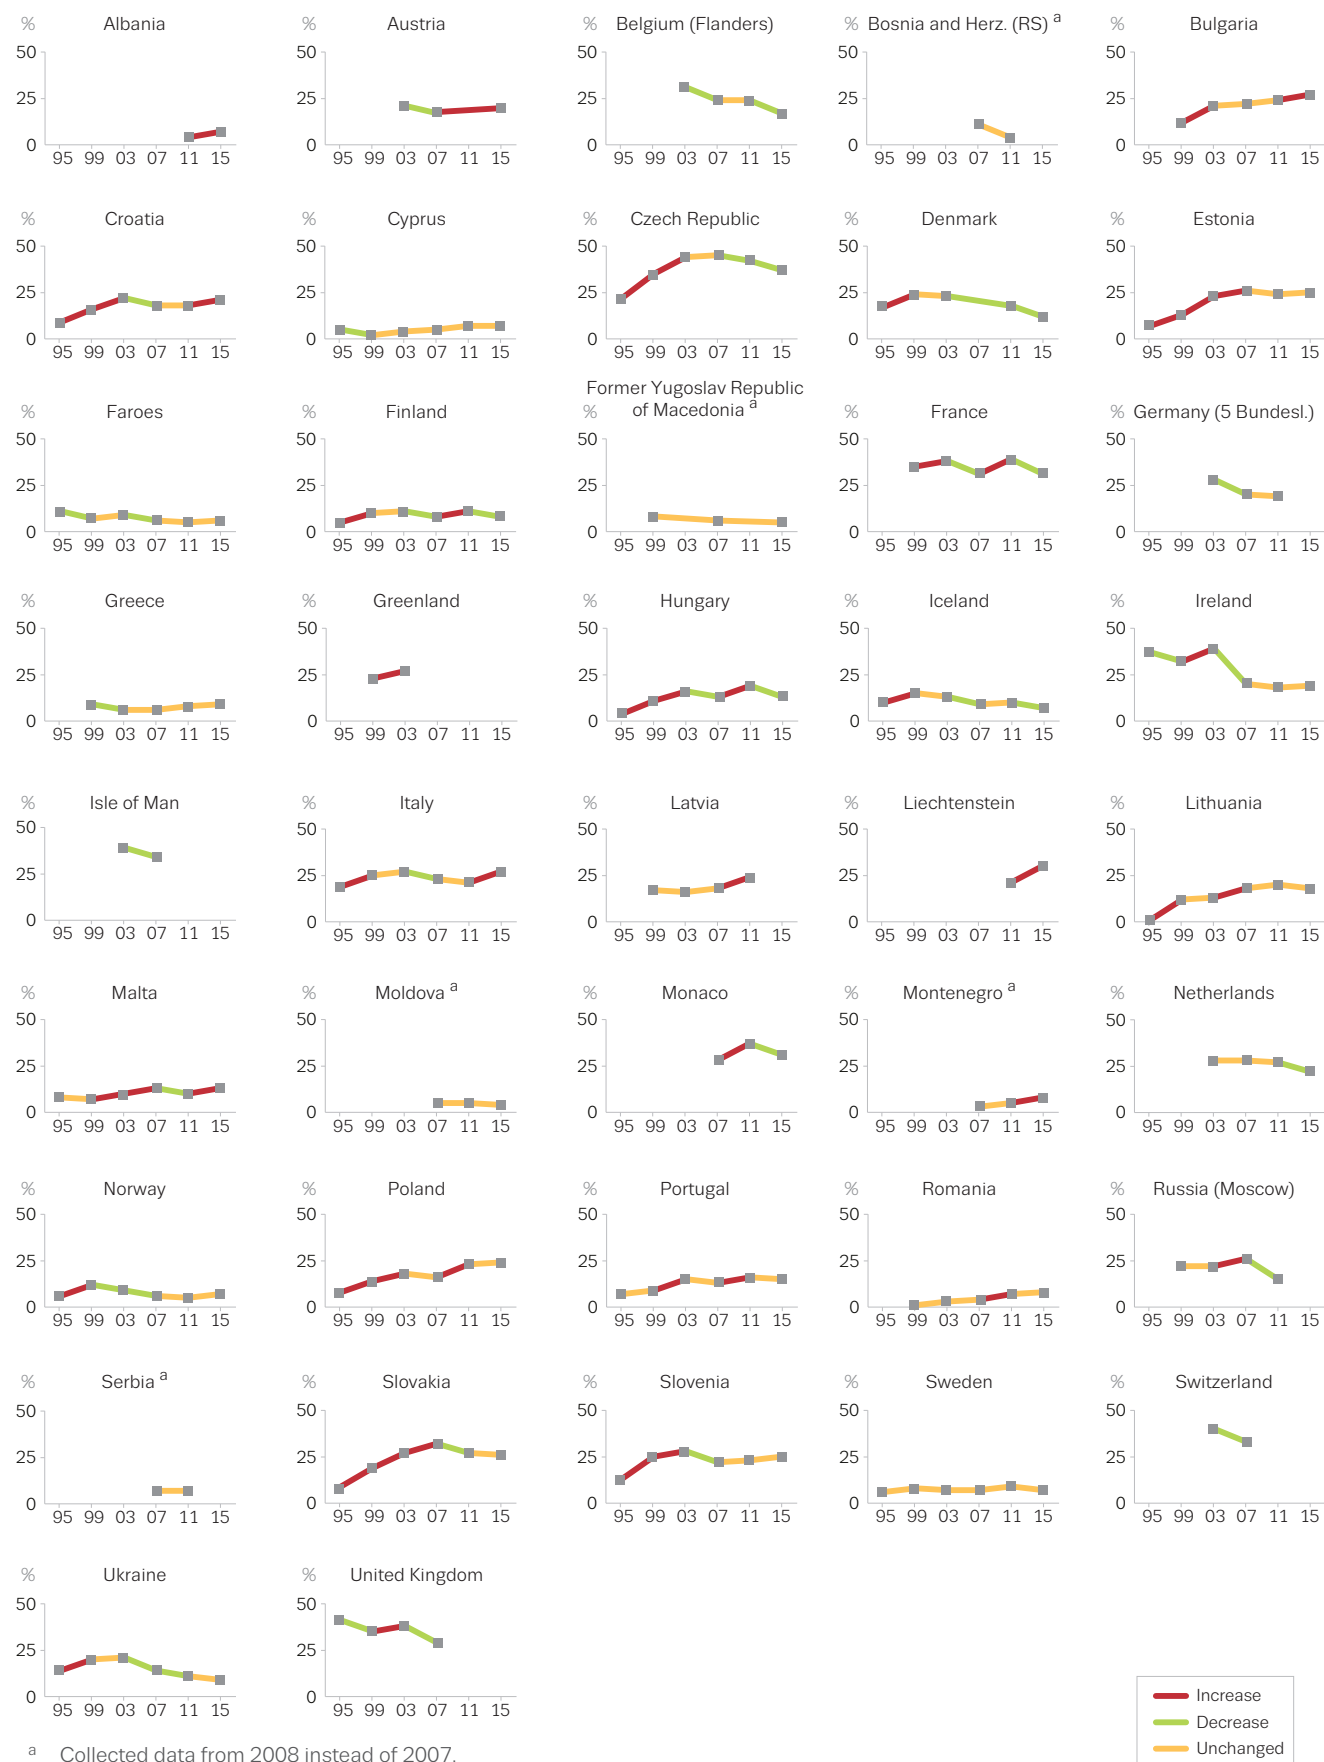 % Albania % Austria % Belgium (Flanders) % Bosnia and Herz. (RS) a % Bulgaria
50 50 50 50 50
25 25 25 25 25
0 0 0 0 0
95 99 03 07 11 15 95 99 03 07 11 15 95 99 03 07 11 15 95 99 03 07 11 15 95 99 03 07 11 15
% Croatia % Cyprus % Czech Republic % Denmark % Estonia
50 50 50 50 50
25 25 25 25 25
0 0 0 0 0
95 99 03 07 11 15 95 99 03 07 11 15 95 99 03 07 11 15 95 99 03 07 11 15 95 99 03 07 11 15
Former Yugoslav Republic
% Faroes % Finland % of Macedonia a % France % Germany (5 Bundesl.)
50 50 50 50 50
25 25 25 25 25
0 0 0 0 0
95 99 03 07 11 15 95 99 03 07 11 15 95 99 03 07 11 15 95 99 03 07 11 15 95 99 03 07 11 15
% Greece % Greenland % Hungary % Iceland % Ireland
50 50 50 50 50
25 25 25 25 25
0 0 0 0 0
95 99 03 07 11 15 95 99 03 07 11 15 95 99 03 07 11 15 95 99 03 07 11 15 95 99 03 07 11 15
% Isle of Man % Italy % Latvia % Liechtenstein % Lithuania
50 50 50 50 50
25 25 25 25 25
0 0 0 0 0
95 99 03 07 11 15 95 99 03 07 11 15 95 99 03 07 11 15 95 99 03 07 11 15 95 99 03 07 11 15
% Malta % Moldova a % Monaco % Montenegro a % Netherlands
50 50 50 50 50
25 25 25 25 25
0 0 0 0 0
95 99 03 07 11 15 95 99 03 07 11 15 95 99 03 07 11 15 95 99 03 07 11 15 95 99 03 07 11 15
% Norway % Poland % Portugal % Romania % Russia (Moscow)
50 50 50 50 50
25 25 25 25 25
0 0 0 0 0
95 99 03 07 11 15 95 99 03 07 11 15 95 99 03 07 11 15 95 99 03 07 11 15 95 99 03 07 11 15
% Serbia a % Slovakia % Slovenia % Sweden % Switzerland
50 50 50 50 50
25 25 25 25 25
0 0 0 0 0
95 99 03 07 11 15 95 99 03 07 11 15 95 99 03 07 11 15 95 99 03 07 11 15 95 99 03 07 11 15
% Ukraine % United Kingdom
50 50
25 25
0 0
95 99 03 07 11 15 95 99 03 07 11 15
Increase
Decrease
Unchanged
a Collected data from 2008 instead of 2007.